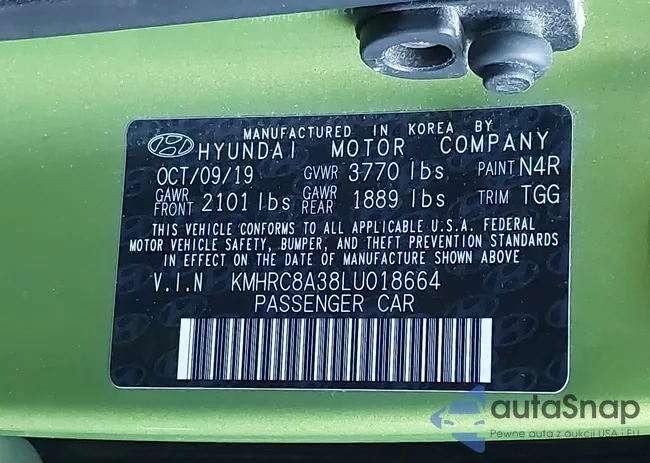 MANUFACTURED IN KOREA BY
HYUNDAI MOTOR COMPANY
OCT/09/19 GVWR 3770 lbs PAINT N4R
GAWR FRONT 2101 lbs GAWR REAR 1889 lbs TRIM TGG
THIS VEHICLE CONFORMS TO ALL APPLICABLE U.S.A. FEDERAL
MOTOR VEHICLE SAFETY, BUMPER, AND THEFT PREVENTION STANDARDS
IN EFFECT ON THE DATE OF MANUFACTURE SHOWN ABOVE
V.I.N KMHRC8A38LU018664
PASSENGER CAR
autaSnap
Pewne auta z aukcji USA i EU